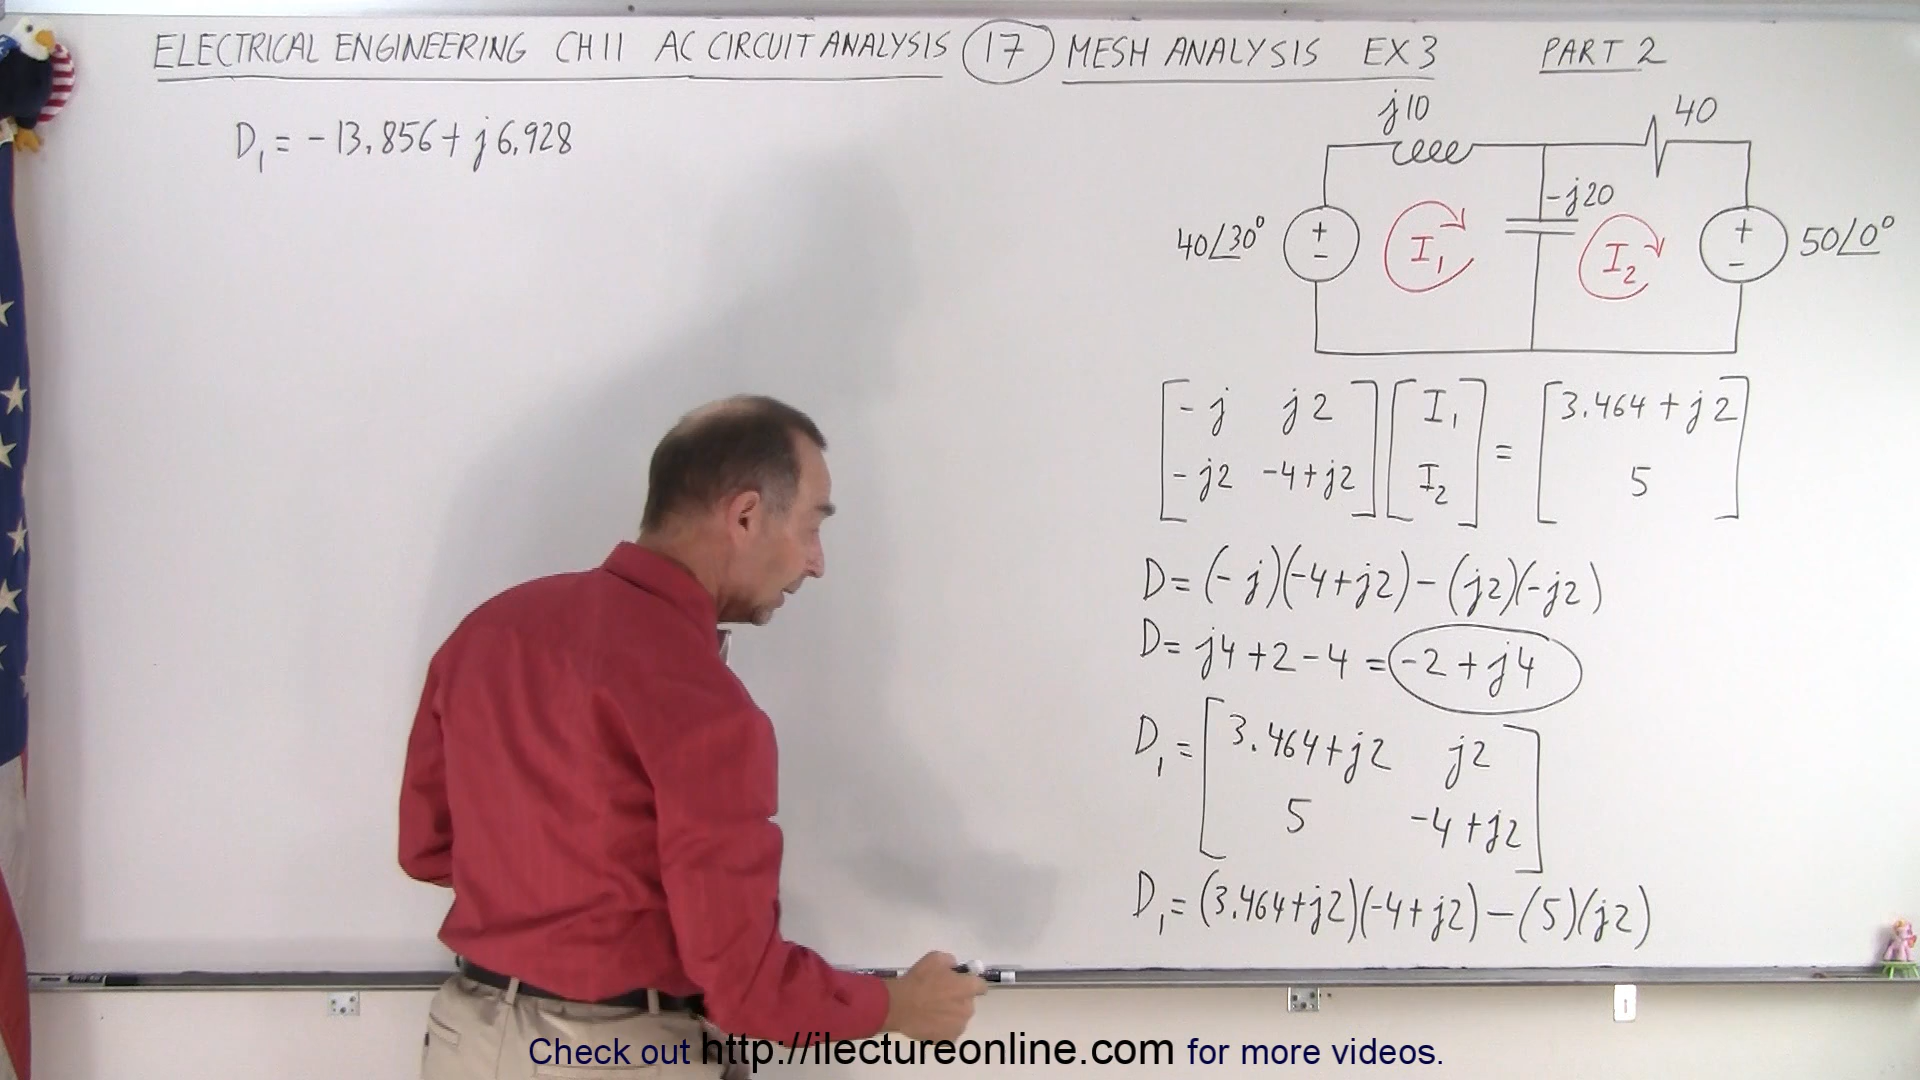 ELECTRICAL ENGINEERING CH 11 AC CIRCUIT ANALYSIS 17 MESH ANALYSIS EX 3 PART 2
D₁ = -13.856 + j6.928
j10
40
-j20
40∠30°
+
-
I₁
I₂
+
-
50∠0°
[-j j2] [I₁] = [3.464 + j2]
[-j2 -4+j2] [I₂] [5]
D = (-j)(-4+j2) - (j2)(-j2)
D = j4+2-4 = -2+j4
D₁ = [3.464+j2 j2]
[5 -4+j2]
D₁ = (3.464+j2)(-4+j2) - (5)(j2)
Check out http://ilectureonline.com for more videos.